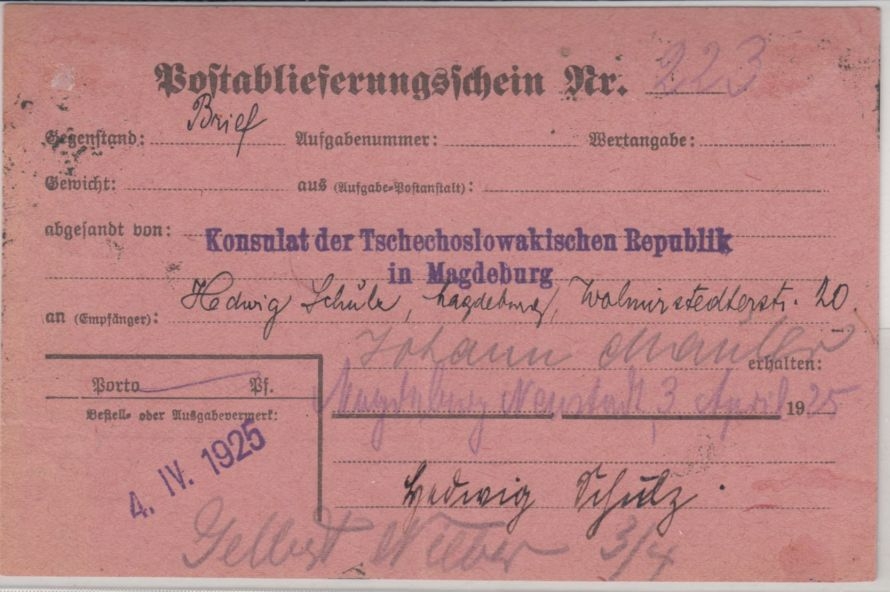 Postablieferungsschein Nr. 223
Gegenstand: Brief Aufgabenummer: Wertangabe:
Gewicht: aus (Aufgabe-Postanstalt):
abgesandt von: Konsulat der Tschechoslowakischen Republik
in Magdeburg
an (Empfänger): Hedwig Schulz, Magdeburg, Wolmirstedterstr. 20
Johann
erhalten:
Porto Pf.
Magdeburg Neustadt, 3 April 1925
Bestell- oder Ausgabevermerk:
4. IV. 1925
Hedwig Schulz.
3/4